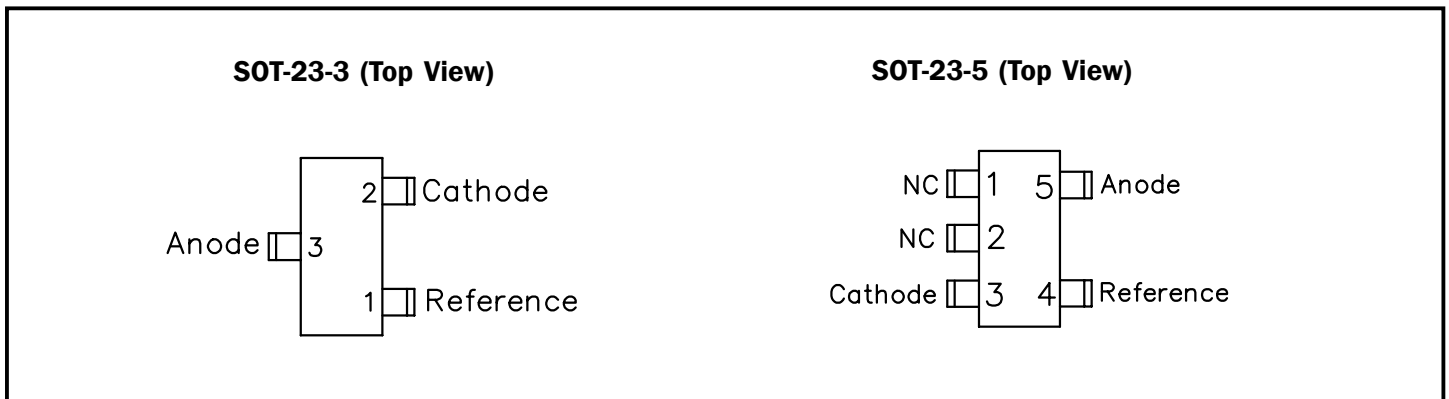 SOT-23-3 (Top View)
2 Cathode
Anode 3
1 Reference
SOT-23-5 (Top View)
NC 1 5 Anode
NC 2
Cathode 3 4 Reference